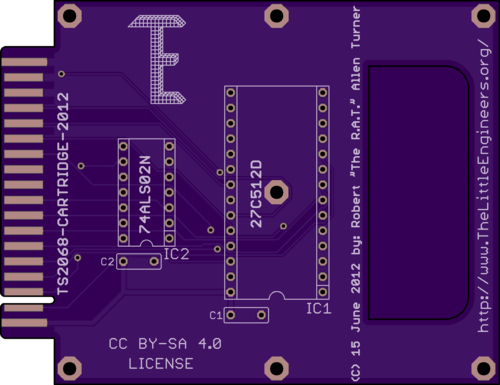 TS2068-CARTRIDGE-2012
74ALS02N
IC2
C2
27C512D
IC1
C1
CC BY-SA 4.0
LICENSE
(C) 15 June 2012 by: Robert "The R.A.T." Allen Turner
http://www.TheLittleEngineers.org/